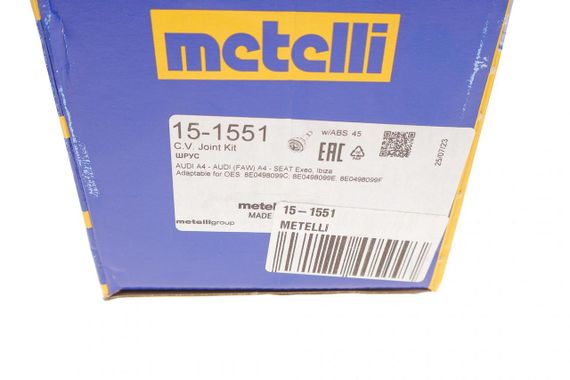 metelli
15-1551
w/ABS 45
C.V. Joint Kit
ШРУС
EAC
25/07/23
AUDI A4 - AUDI (FAW) A4 - SEAT Exeo, Ibiza
Adaptable for OES 8E0498099C, 8E0498099E, 8E0498099F
metelli
MADE
metelligroup
15-1551
METELLI